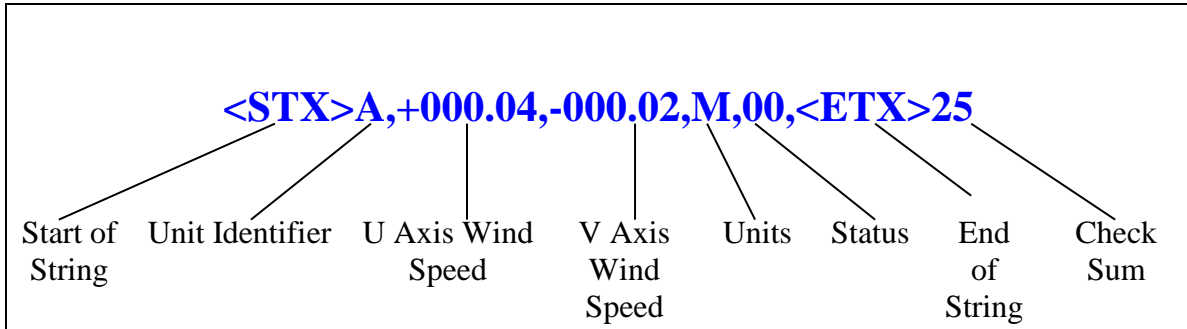 <STX>A,+000.04,-000.02,M,00,<ETX>25
Start of String
Unit Identifier
U Axis Wind Speed
V Axis Wind Speed
Units
Status
End of String
Check Sum